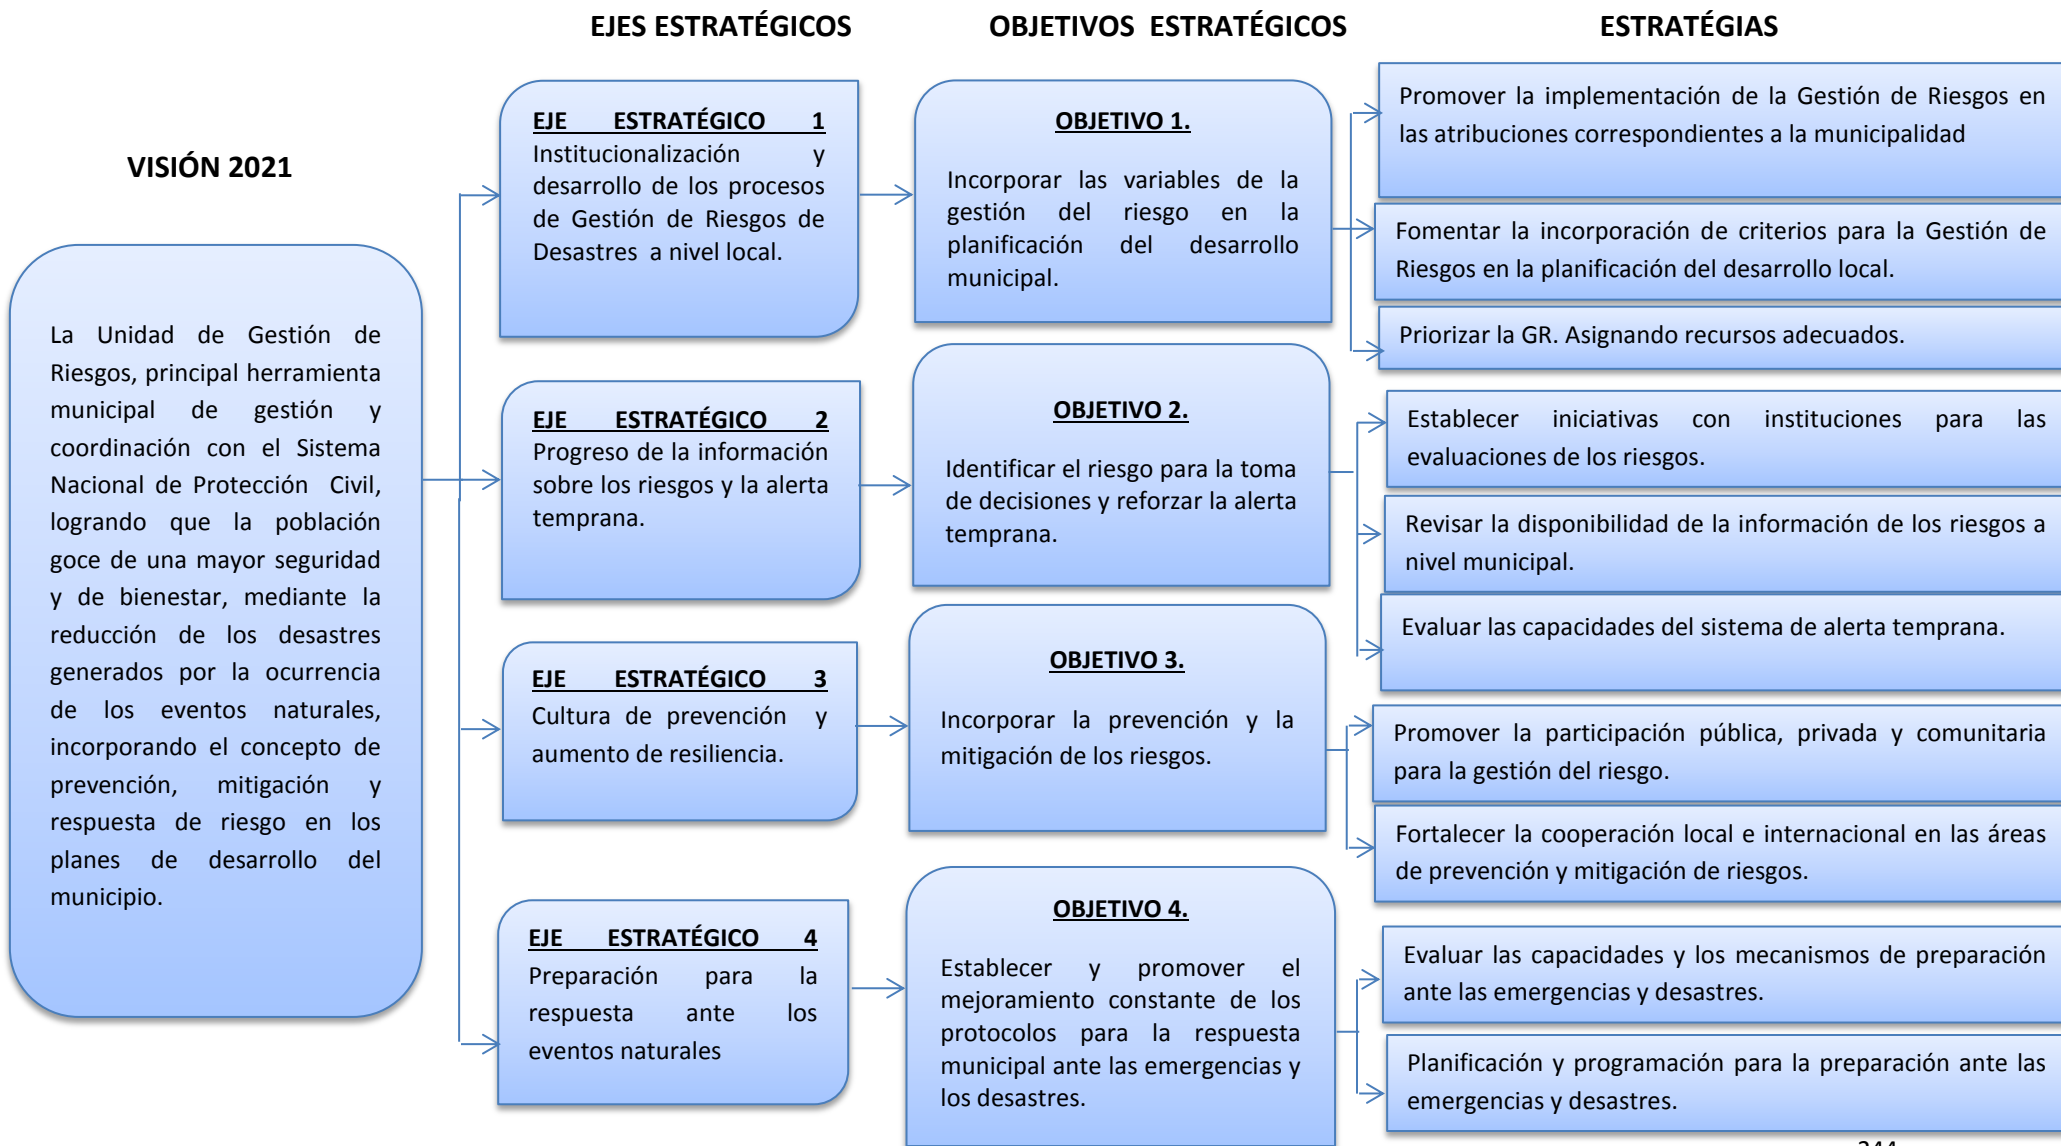 EJES ESTRATÉGICOS
OBJETIVOS ESTRATÉGICOS
ESTRATÉGIAS
VISIÓN 2021
La Unidad de Gestión de
Riesgos, principal herramienta
municipal de gestión y
coordinación con el Sistema
Nacional de Protección Civil,
logrando que la población
goce de una mayor seguridad
y de bienestar, mediante la
reducción de los desastres
generados por la ocurrencia
de los eventos naturales,
incorporando el concepto de
prevención, mitigación y
respuesta de riesgo en los
planes de desarrollo del
municipio.
EJE ESTRATÉGICO 1
Institucionalización y
desarrollo de los procesos
de Gestión de Riesgos de
Desastres a nivel local.
OBJETIVO 1.
Incorporar las variables de la
gestión del riesgo en la
planificación del desarrollo
municipal.
Promover la implementación de la Gestión de Riesgos en
las atribuciones correspondientes a la municipalidad
Fomentar la incorporación de criterios para la Gestión de
Riesgos en la planificación del desarrollo local.
Priorizar la GR. Asignando recursos adecuados.
EJE ESTRATÉGICO 2
Progreso de la información
sobre los riesgos y la alerta
temprana.
OBJETIVO 2.
Identificar el riesgo para la toma
de decisiones y reforzar la alerta
temprana.
Establecer iniciativas con instituciones para las
evaluaciones de los riesgos.
Revisar la disponibilidad de la información de los riesgos a
nivel municipal.
Evaluar las capacidades del sistema de alerta temprana.
EJE ESTRATÉGICO 3
Cultura de prevención y
aumento de resiliencia.
OBJETIVO 3.
Incorporar la prevención y la
mitigación de los riesgos.
Promover la participación pública, privada y comunitaria
para la gestión del riesgo.
Fortalecer la cooperación local e internacional en las áreas
de prevención y mitigación de riesgos.
EJE ESTRATÉGICO 4
Preparación para la
respuesta ante los
eventos naturales
OBJETIVO 4.
Establecer y promover el
mejoramiento constante de los
protocolos para la respuesta
municipal ante las emergencias y
los desastres.
Evaluar las capacidades y los mecanismos de preparación
ante las emergencias y desastres.
Planificación y programación para la preparación ante las
emergencias y desastres.